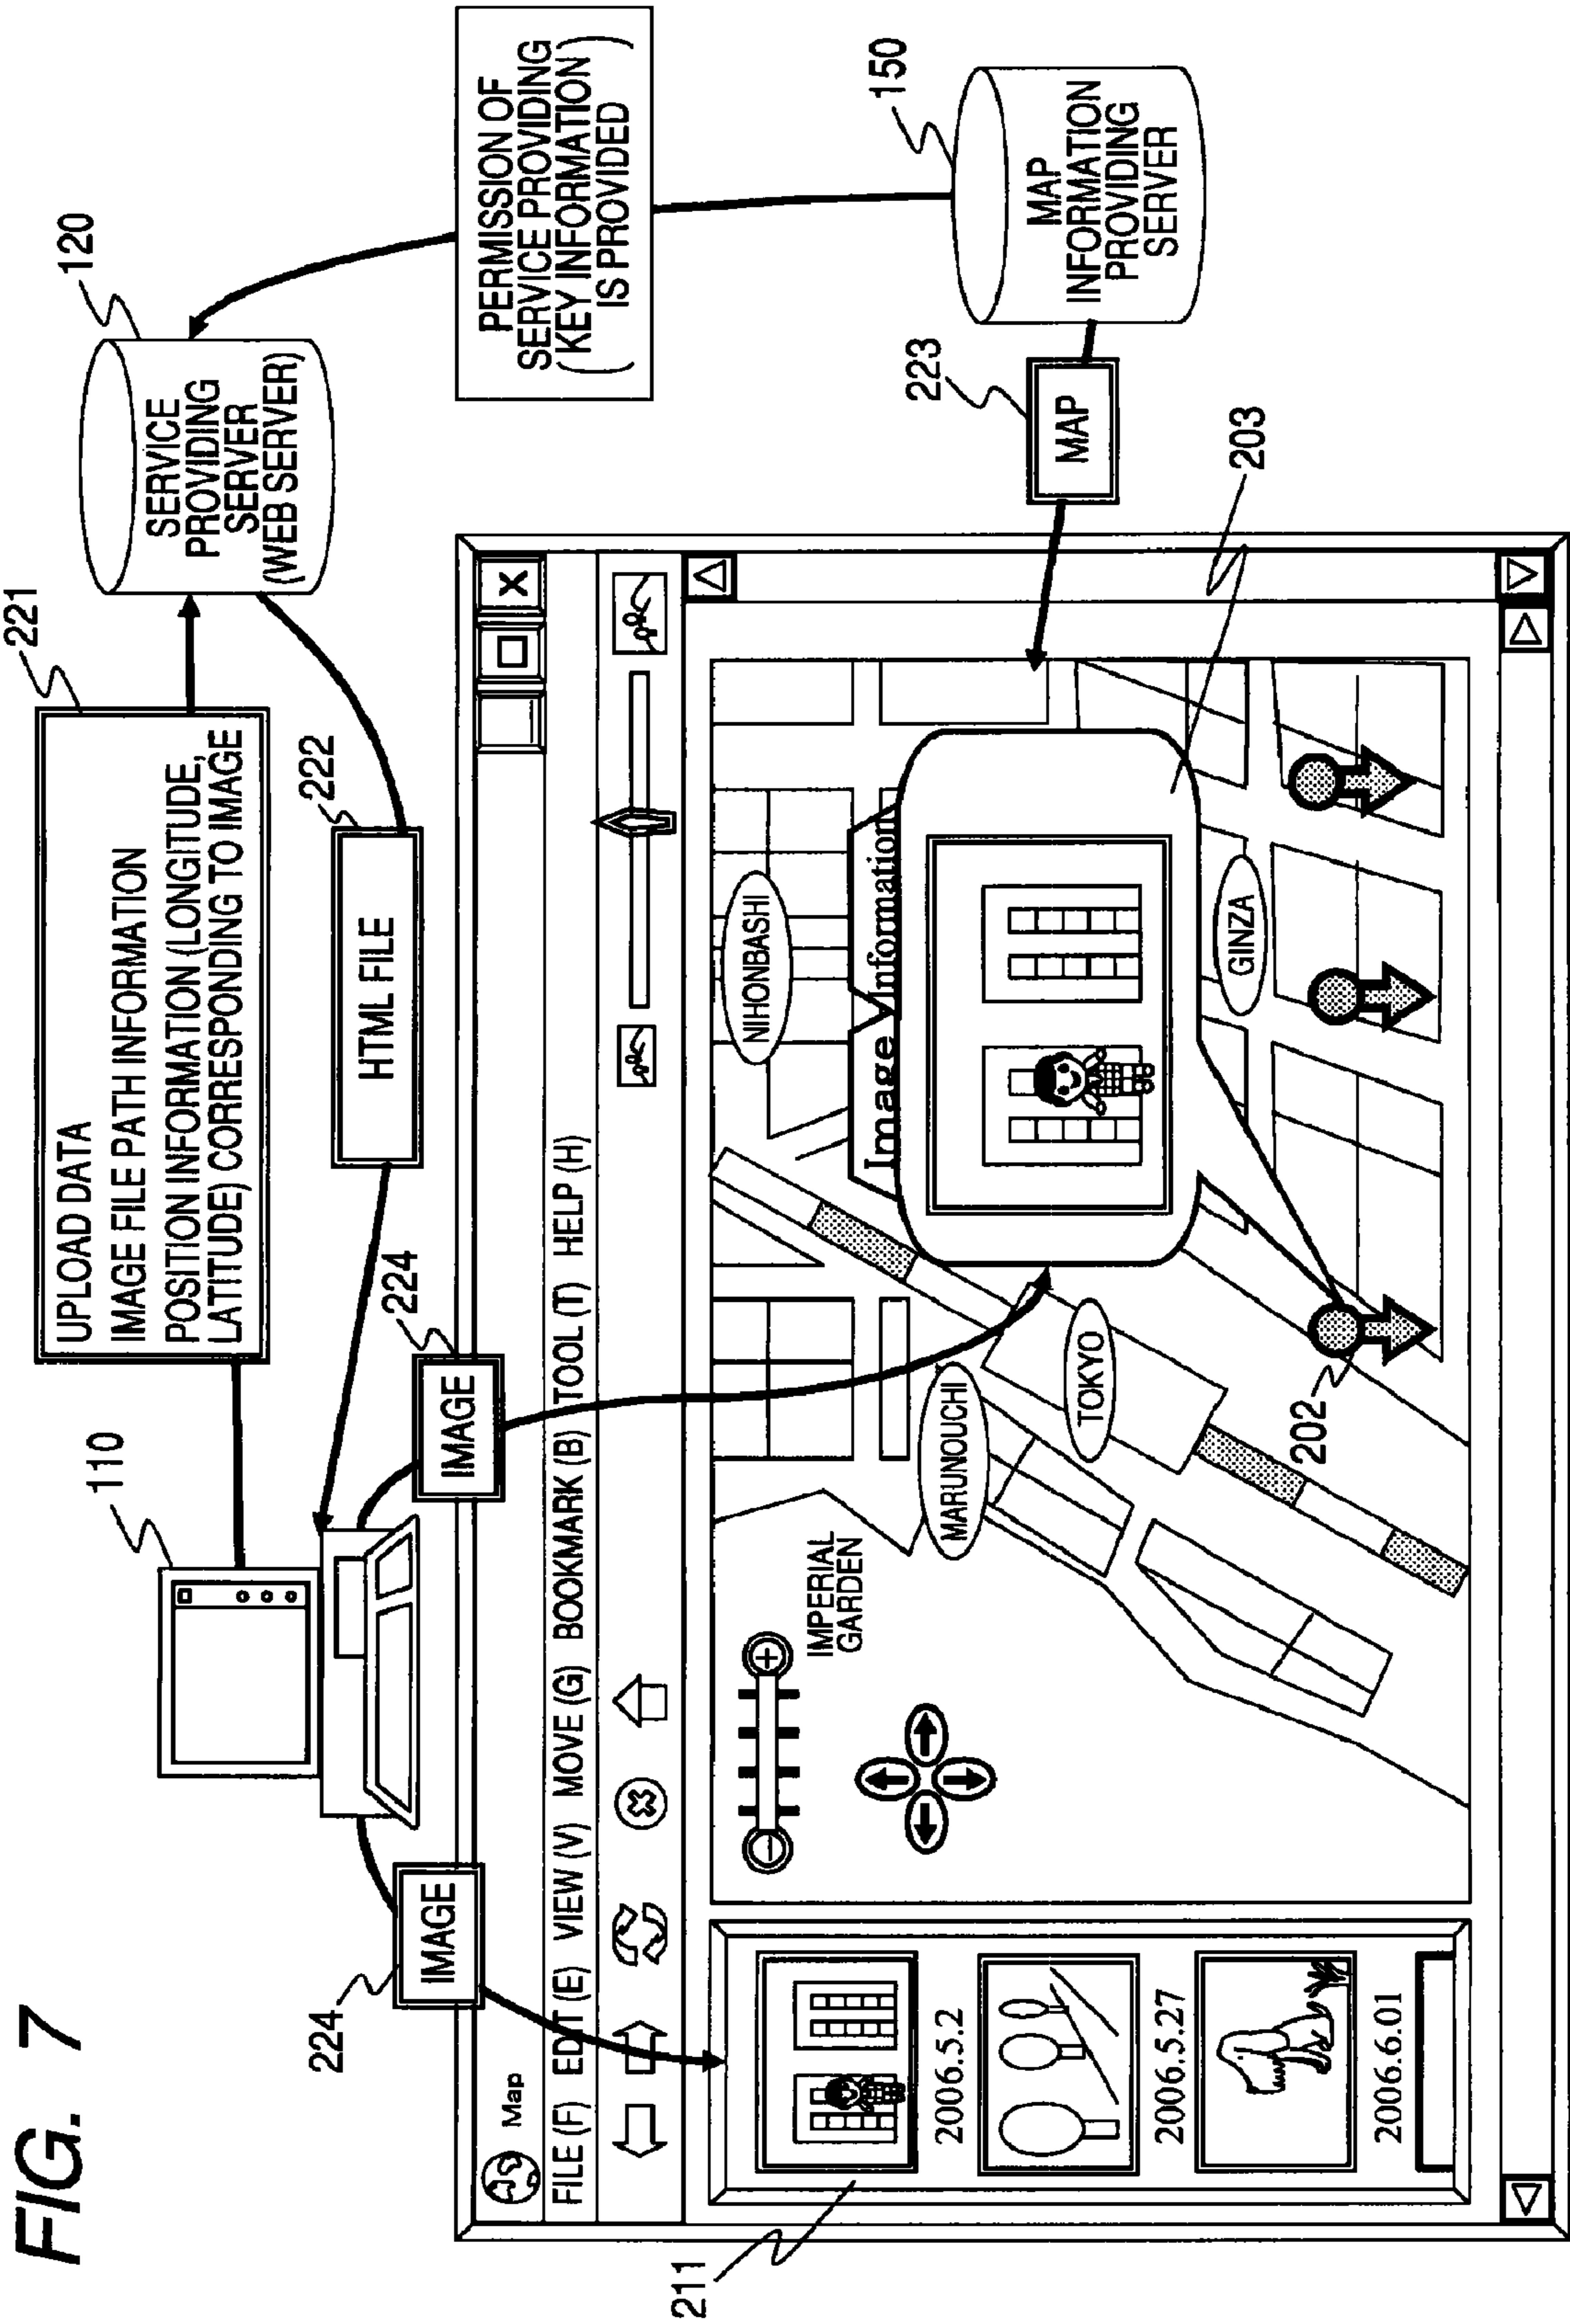 FIG. 7
UPLOAD DATA
IMAGE FILE PATH INFORMATION
POSITION INFORMATION (LONGITUDE,
LATITUDE) CORRESPONDING TO IMAGE
221
110
HTML FILE
222
SERVICE
PROVIDING
SERVER
(WEB SERVER)
120
PERMISSION OF
SERVICE PROVIDING
(KEY INFORMATION
IS PROVIDED)
MAP
INFORMATION
PROVIDING
SERVER
150
MAP
223
IMAGE
224
IMAGE
224
Map
X
FILE (F) EDIT (E) VIEW (V) MOVE (G) BOOKMARK (B) TOOL (T) HELP (H)
2006.5.2
2006.5.27
2006.6.01
211
IMPERIAL
GARDEN
NIHONBASHI
Image
Information
MARUNOUCHI
TOKYO
GINZA
202
203